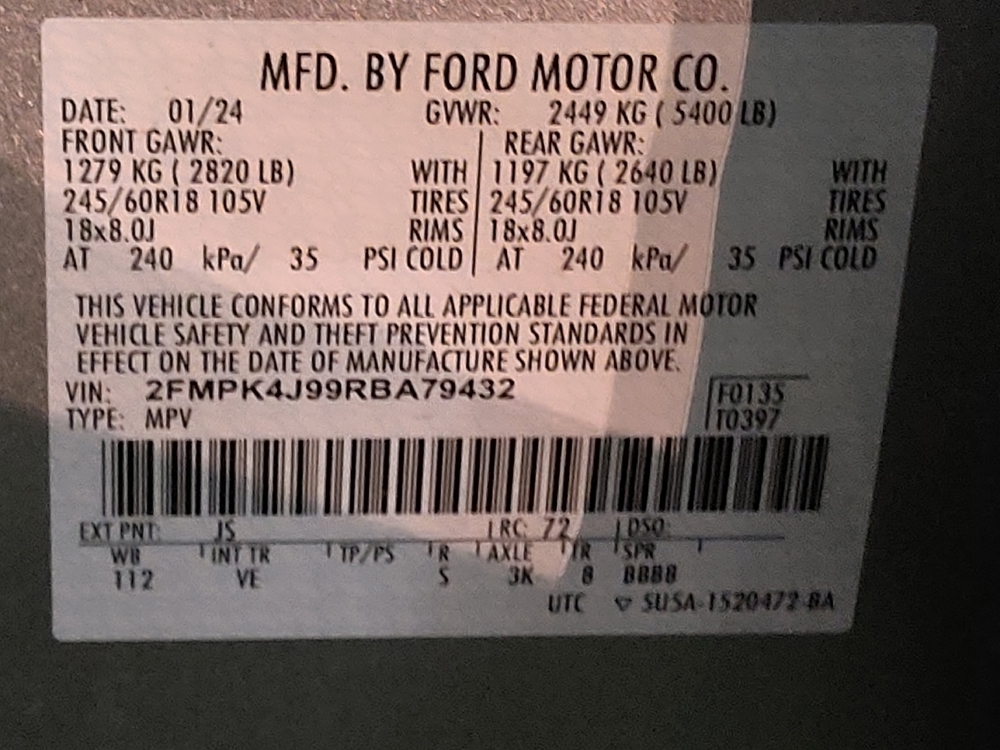 MFD. BY FORD MOTOR CO.
DATE: 01/24 GVWR: 2449 KG ( 5400 LB)
FRONT GAWR: REAR GAWR:
1279 KG ( 2820 LB) WITH 1197 KG ( 2640 LB) WITH
245/60R18 105V TIRES 245/60R18 105V TIRES
18x8.0J RIMS 18x8.0J RIMS
AT 240 kPa/ 35 PSI COLD AT 240 kPa/ 35 PSI COLD
THIS VEHICLE CONFORMS TO ALL APPLICABLE FEDERAL MOTOR
VEHICLE SAFETY AND THEFT PREVENTION STANDARDS IN
EFFECT ON THE DATE OF MANUFACTURE SHOWN ABOVE.
VIN: 2FMPK4J99RBA79432 F0135
TYPE: MPV T0397
EXT PNT: JS RC: 72 DSO:
WB INT TR TP/PS R AXLE TR SPR
112 VE S 3K 8 BBBB
UTC SUSA-1520472-BA